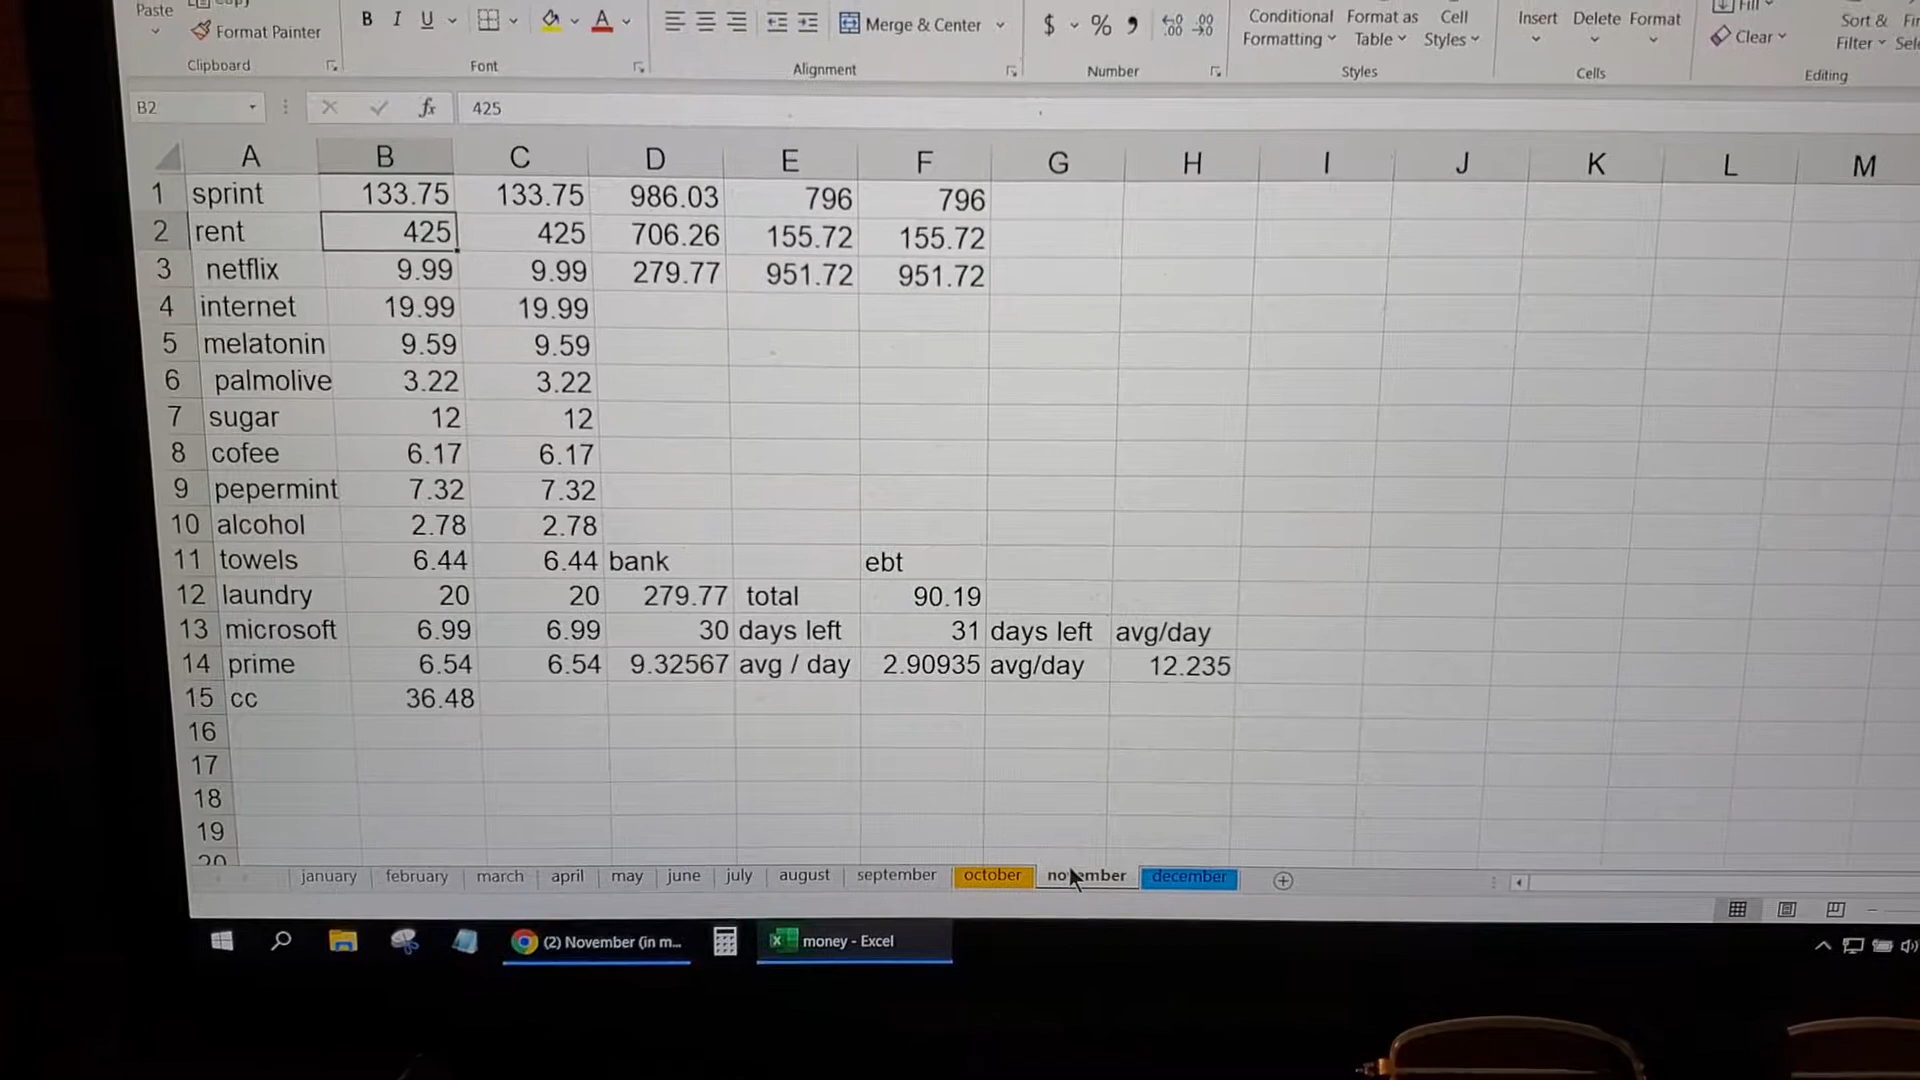 Paste Copy
Format Painter
B I U A
Merge & Center
$ % , .00
Conditional Formatting
Format as Table
Cell Styles
Insert Delete Format
Fill
Clear
Sort & Filter
Clipboard Font Alignment Number Styles Cells Editing
B2 fx 425
A B C D E F G H I J K L M
1 sprint 133.75 133.75 986.03 796 796
2 rent 425 425 706.26 155.72 155.72
3 netflix 9.99 9.99 279.77 951.72 951.72
4 internet 19.99 19.99
5 melatonin 9.59 9.59
6 palmolive 3.22 3.22
7 sugar 12 12
8 cofee 6.17 6.17
9 pepermint 7.32 7.32
10 alcohol 2.78 2.78
11 towels 6.44 6.44 bank ebt
12 laundry 20 20 279.77 total 90.19
13 microsoft 6.99 6.99 30 days left 31 days left avg/day
14 prime 6.54 6.54 9.32567 avg / day 2.90935 avg/day 12.235
15 cc 36.48
16
17
18
19
20
january february march april may june july august september october november december
(2) November (in m... money - Excel